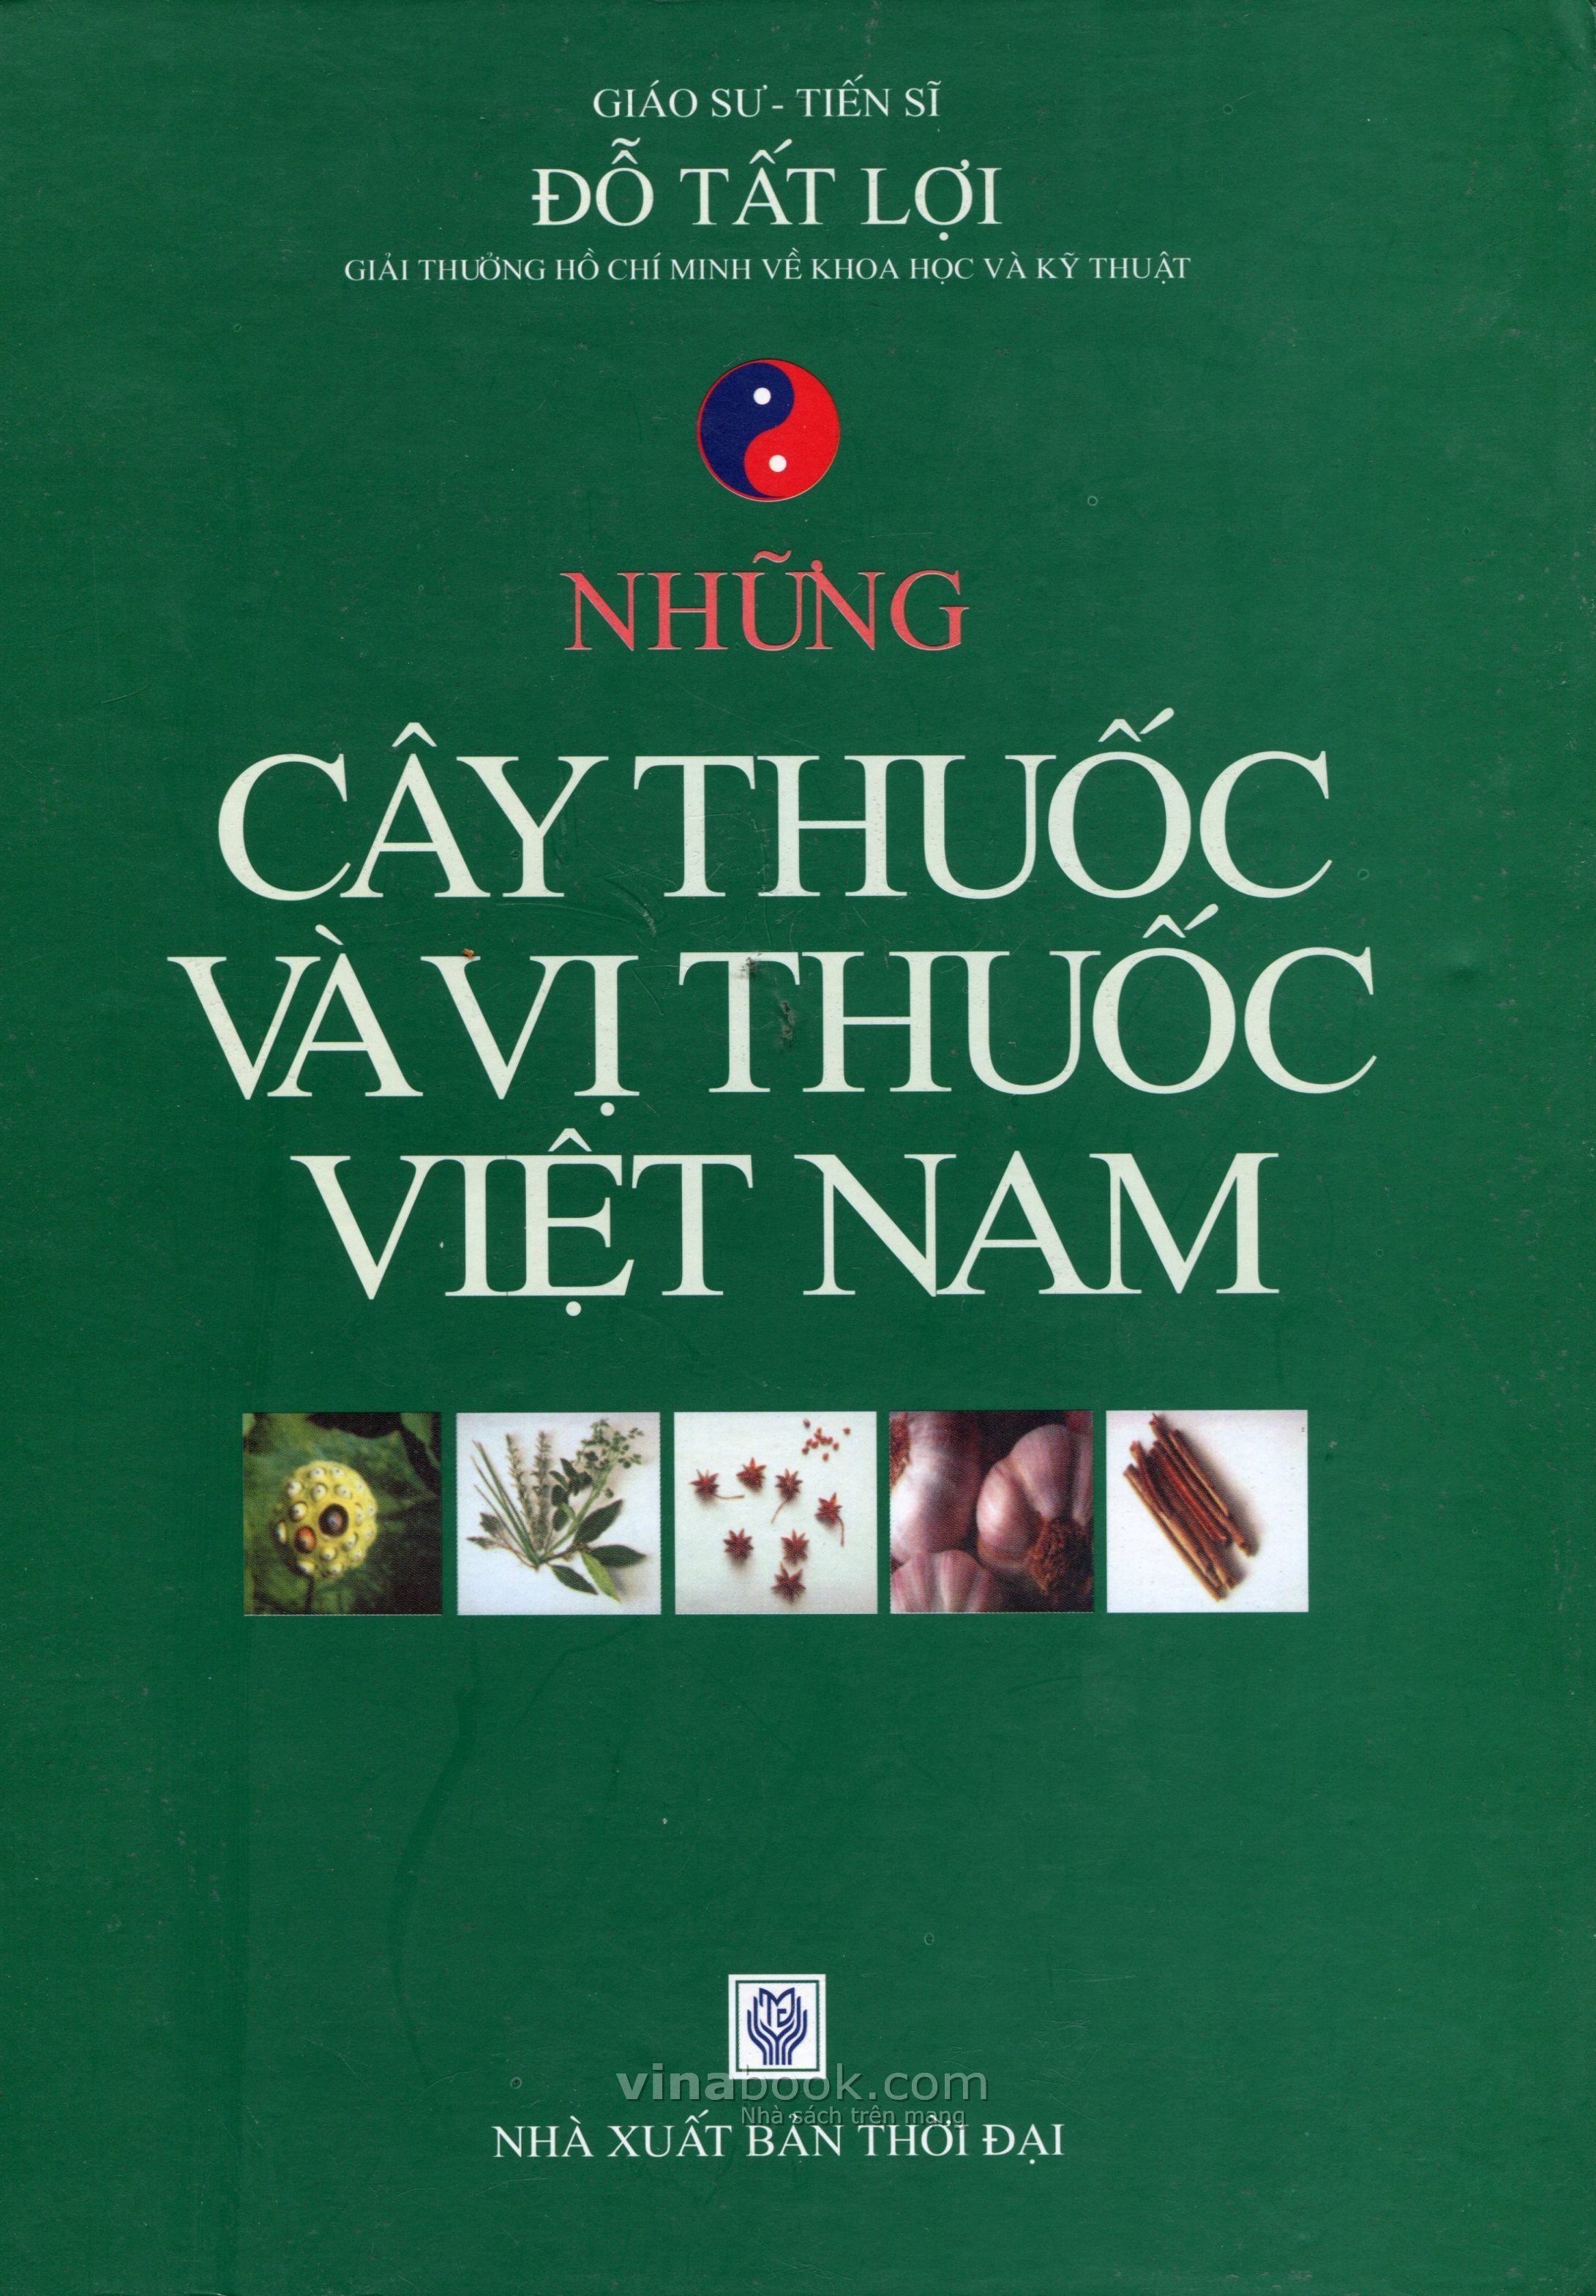 GIÁO SƯ - TIẾN SĨ
ĐỖ TẤT LỢI
GIẢI THƯỞNG HỒ CHÍ MINH VỀ KHOA HỌC VÀ KỸ THUẬT
NHỮNG
CÂY THUỐC
VÀ VỊ THUỐC
VIỆT NAM
vinabook.com
Nhà sách trên mạng
NHÀ XUẤT BẢN THỜI ĐẠI